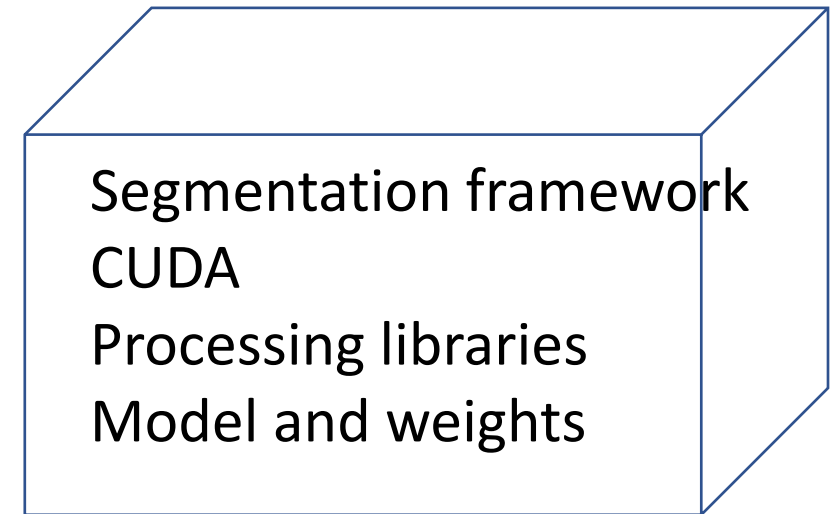 Segmentation framework
CUDA
Processing libraries
Model and weights